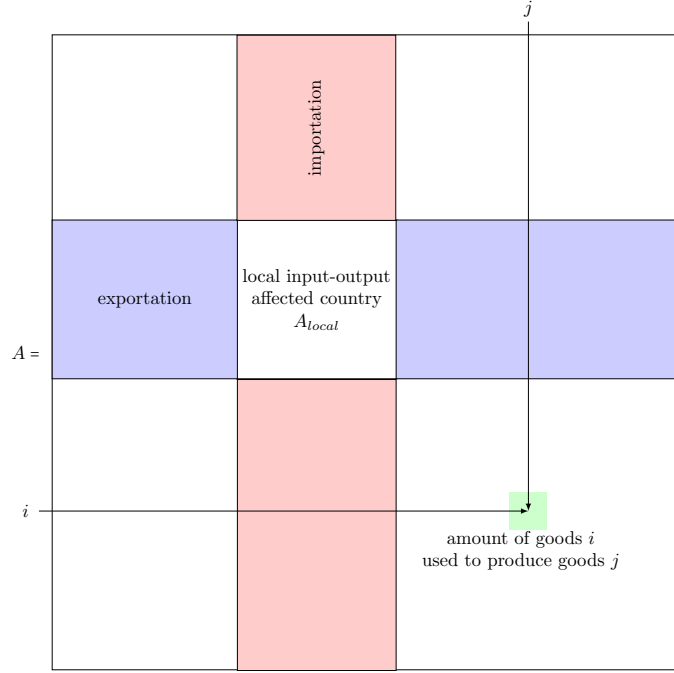 j
importation
local input-output
affected country
A_local
exportation
A =
i
amount of goods i
used to produce goods j